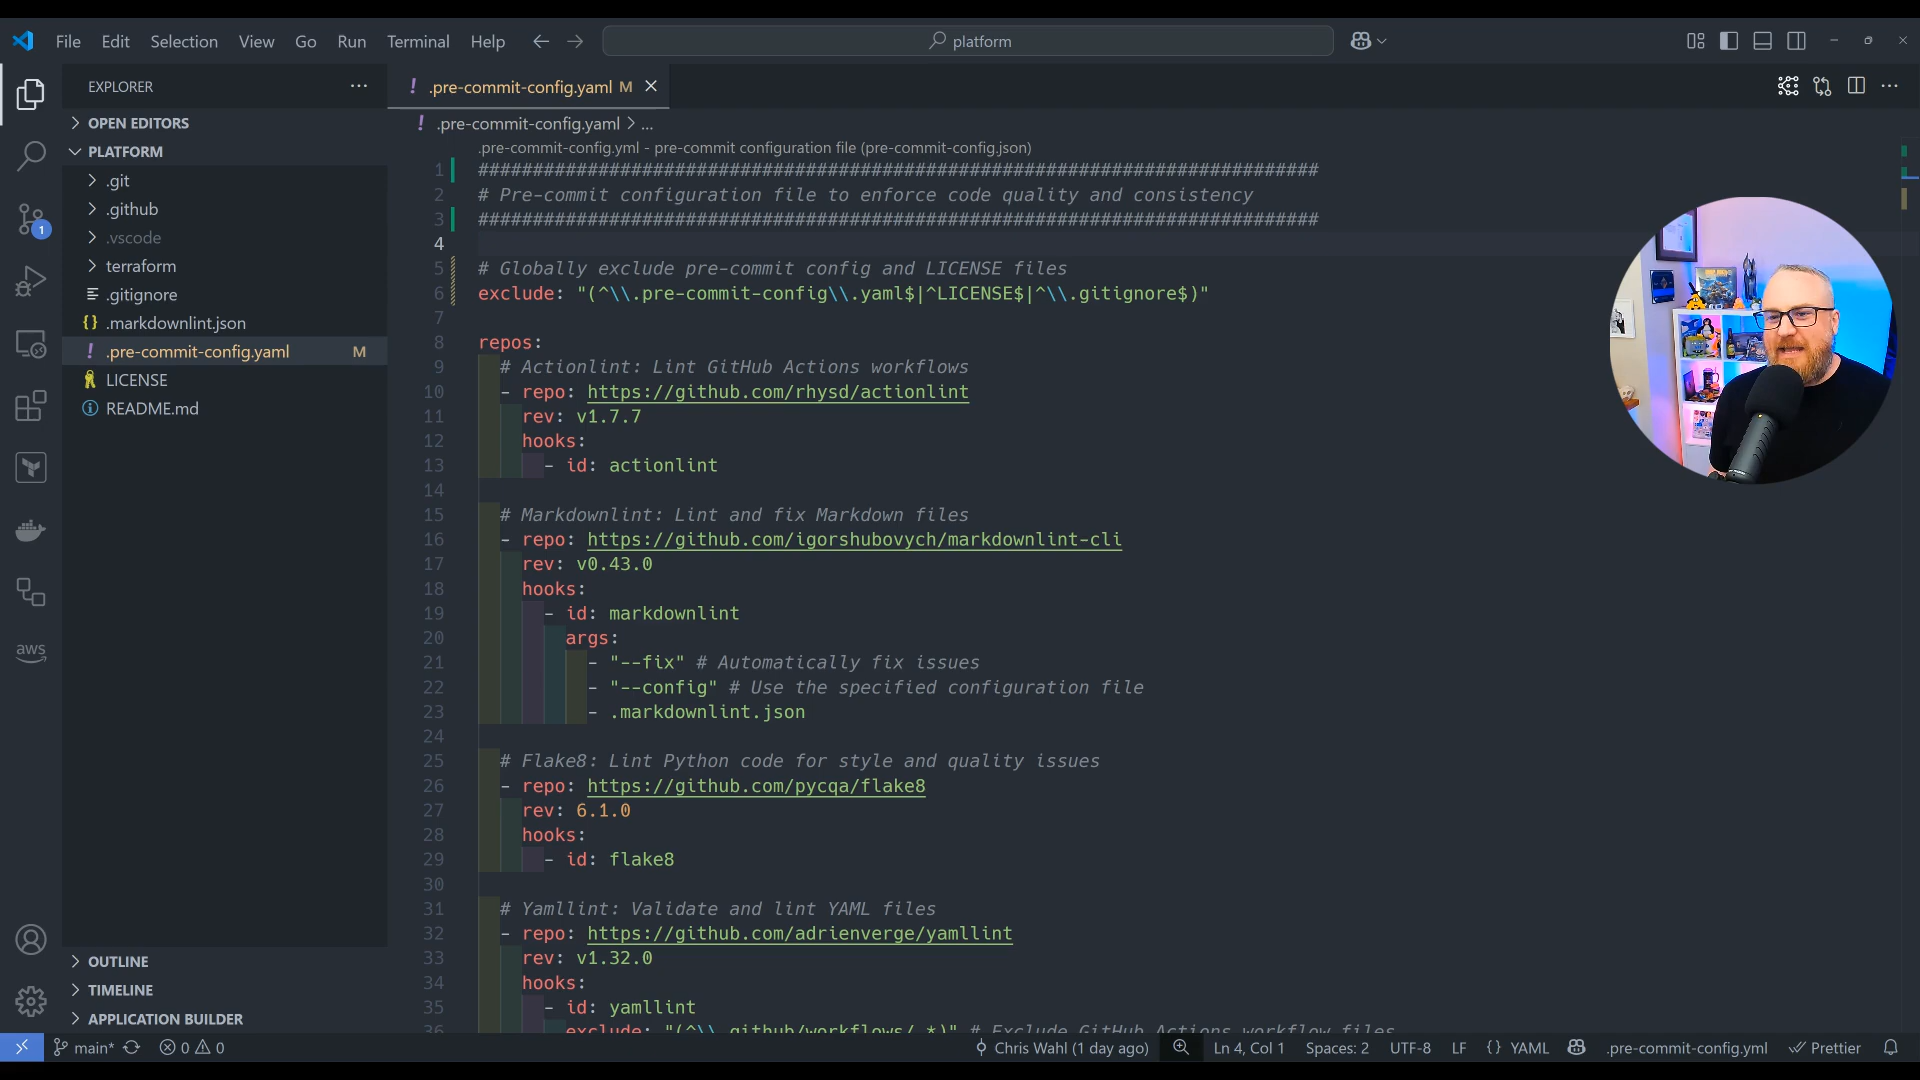 File Edit Selection View Go Run Terminal Help
platform
EXPLORER
OPEN EDITORS
PLATFORM
.git
.github
.vscode
terraform
.gitignore
.markdownlint.json
.pre-commit-config.yaml M
LICENSE
README.md
OUTLINE
TIMELINE
APPLICATION BUILDER
1
aws
.pre-commit-config.yaml M
.pre-commit-config.yaml > ...
.pre-commit-config.yml - pre-commit configuration file (pre-commit-config.json)
1 #############################################################################
2 # Pre-commit configuration file to enforce code quality and consistency
3 #############################################################################
4
5 # Globally exclude pre-commit config and LICENSE files
6 exclude: "(^\\.pre-commit-config\\.yaml$|^LICENSE$|^\\.gitignore$)"
7
8 repos:
9 # Actionlint: Lint GitHub Actions workflows
10 - repo: https://github.com/rhysd/actionlint
11 rev: v1.7.7
12 hooks:
13 - id: actionlint
14
15 # Markdownlint: Lint and fix Markdown files
16 - repo: https://github.com/igorshubovych/markdownlint-cli
17 rev: v0.43.0
18 hooks:
19 - id: markdownlint
20 args:
21 - "--fix" # Automatically fix issues
22 - "--config" # Use the specified configuration file
23 - .markdownlint.json
24
25 # Flake8: Lint Python code for style and quality issues
26 - repo: https://github.com/pycqa/flake8
27 rev: 6.1.0
28 hooks:
29 - id: flake8
30
31 # Yamllint: Validate and lint YAML files
32 - repo: https://github.com/adrienverge/yamllint
33 rev: v1.32.0
34 hooks:
35 - id: yamllint
36 exclude: "(^\\.github/workflows/.*)" # Exclude GitHub Actions workflow files
main* 0 0 Chris Wahl (1 day ago) Ln 4, Col 1 Spaces: 2 UTF-8 LF {} YAML .pre-commit-config.yml Prettier